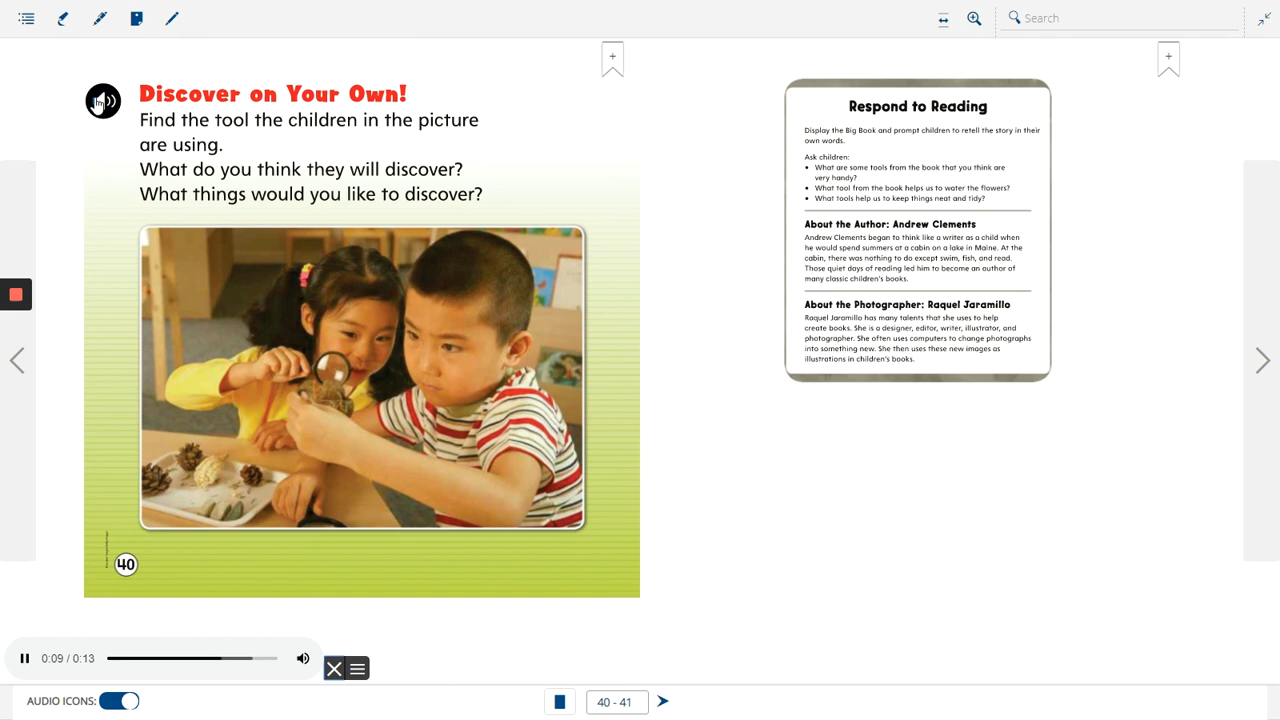 Search
Discover on Your Own!
Find the tool the children in the picture
are using.
What do you think they will discover?
What things would you like to discover?
40
Respond to Reading
Display the Big Book and prompt children to retell the story in their
own words.
Ask children:
• What are some tools from the book that you think are
very handy?
• What tool from the book helps us to water the flowers?
• What tools help us to keep things neat and tidy?
About the Author: Andrew Clements
Andrew Clements began to think like a writer as a child when
he would spend summers at a cabin on a lake in Maine. At the
cabin, there was nothing to do except swim, fish, and read.
Those quiet days of reading led him to become an author of
many classic children's books.
About the Photographer: Raquel Jaramillo
Raquel Jaramillo has many talents that she uses to help
create books. She is a designer, editor, writer, illustrator, and
photographer. She often uses computers to change photographs
into something new. She then uses these new images as
illustrations in children's books.
0:09 / 0:13
AUDIO ICONS:
40 - 41